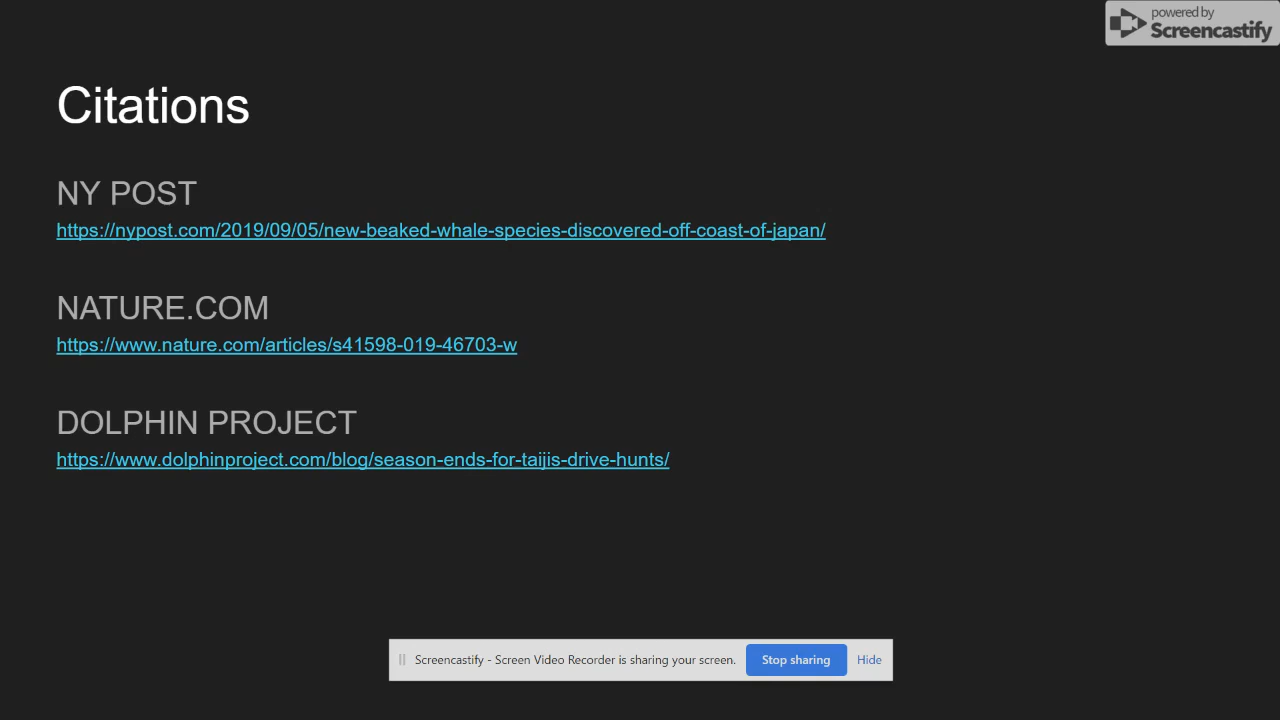 powered by
Screencastify
Citations
NY POST
https://nypost.com/2019/09/05/new-beaked-whale-species-discovered-off-coast-of-japan/
NATURE.COM
https://www.nature.com/articles/s41598-019-46703-w
DOLPHIN PROJECT
https://www.dolphinproject.com/blog/season-ends-for-taijis-drive-hunts/
Screencastify - Screen Video Recorder is sharing your screen. Stop sharing Hide